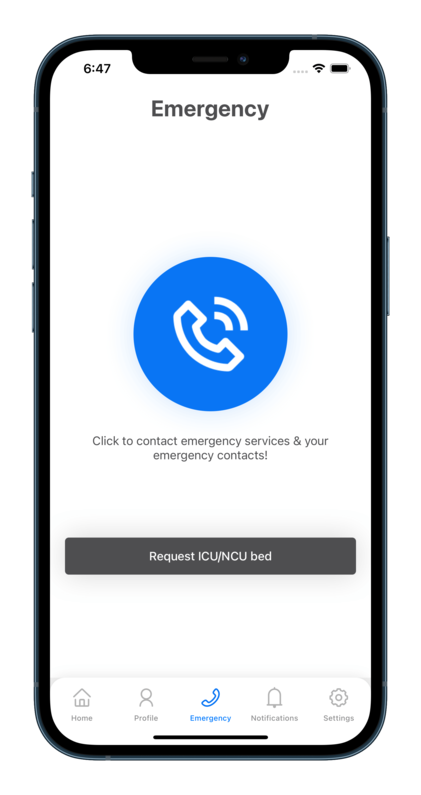 6:47
Emergency
Click to contact emergency services & your
emergency contacts!
Request ICU/NCU bed
Home
Profile
Emergency
Notifications
Settings